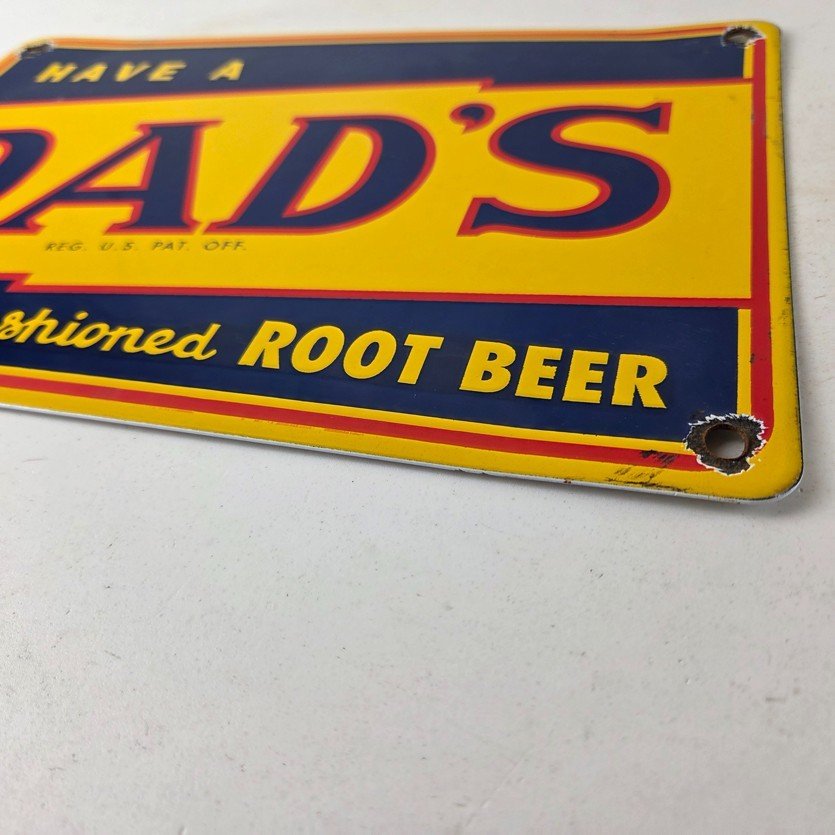 HAVE A
DAD'S
REG. U.S. PAT. OFF.
shioned ROOT BEER